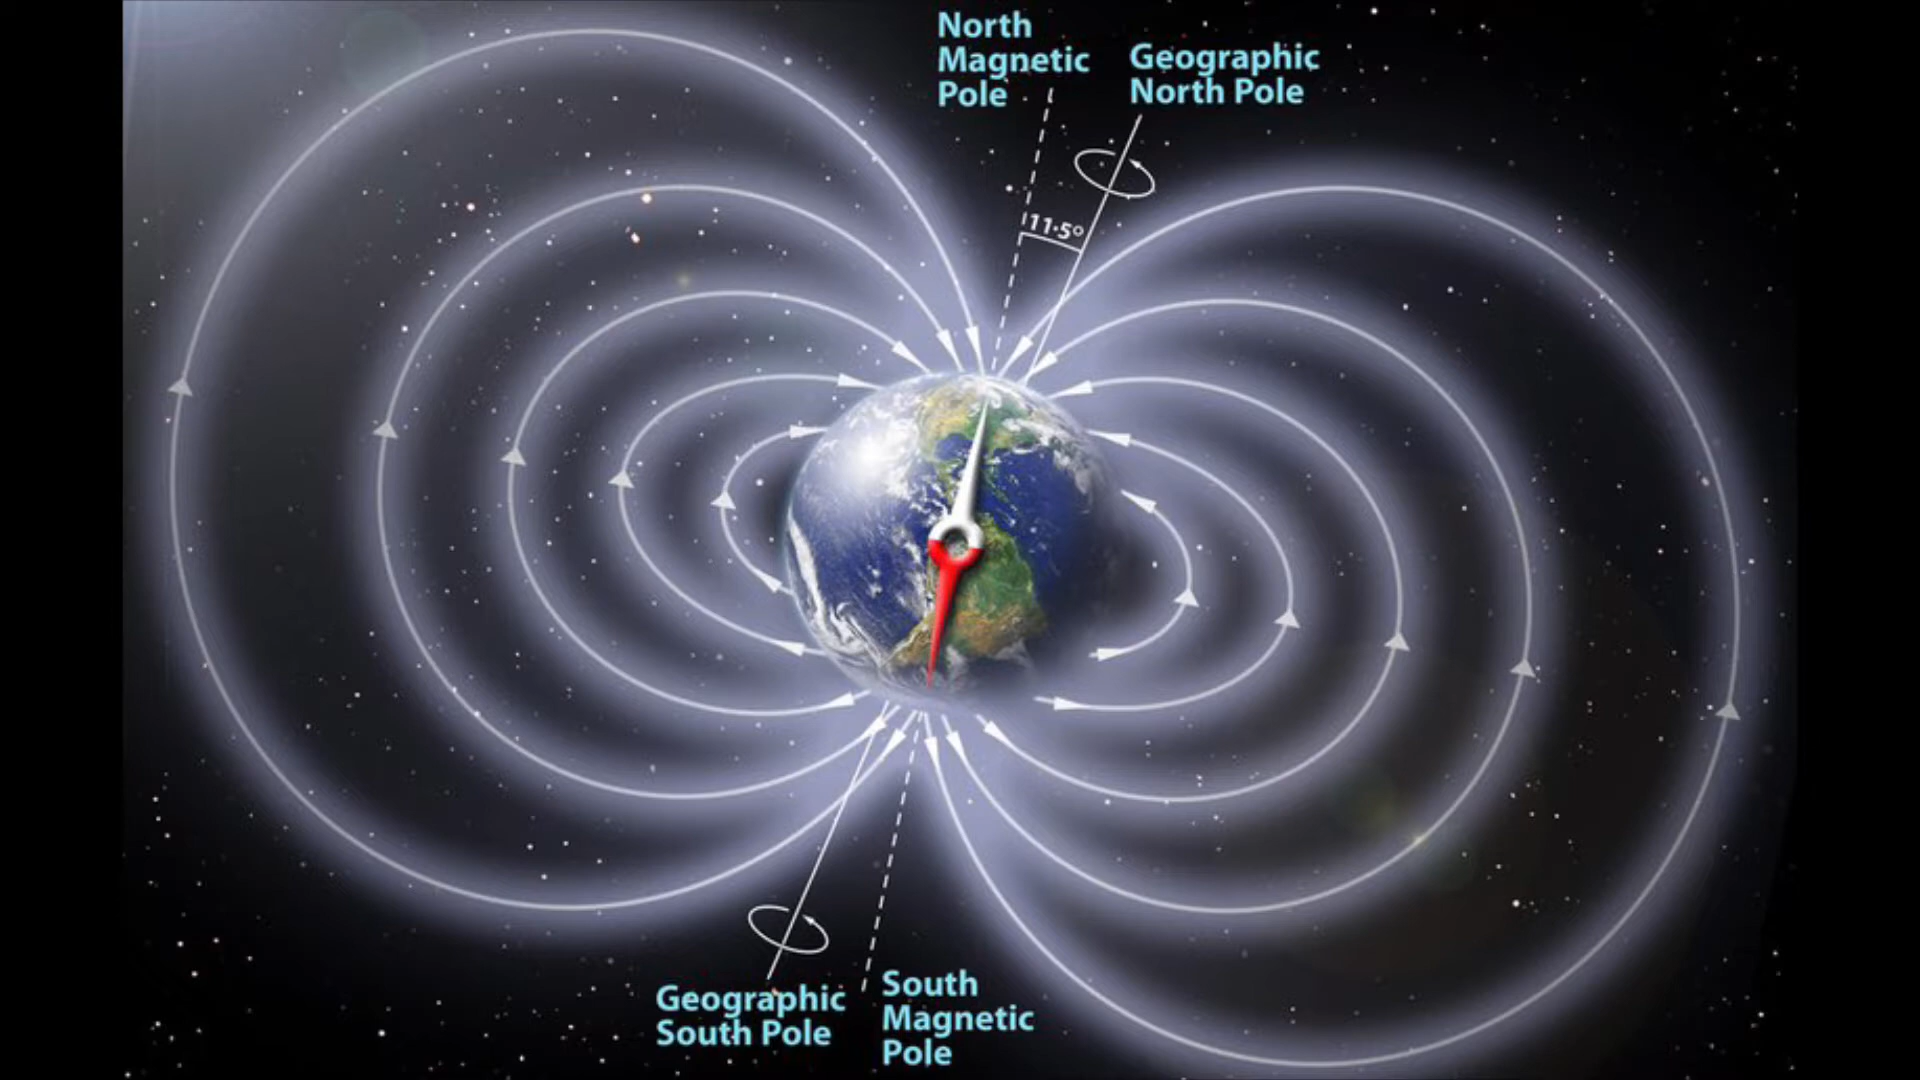 North
Magnetic
Pole
Geographic
North Pole
11·5°
Geographic
South Pole
South
Magnetic
Pole